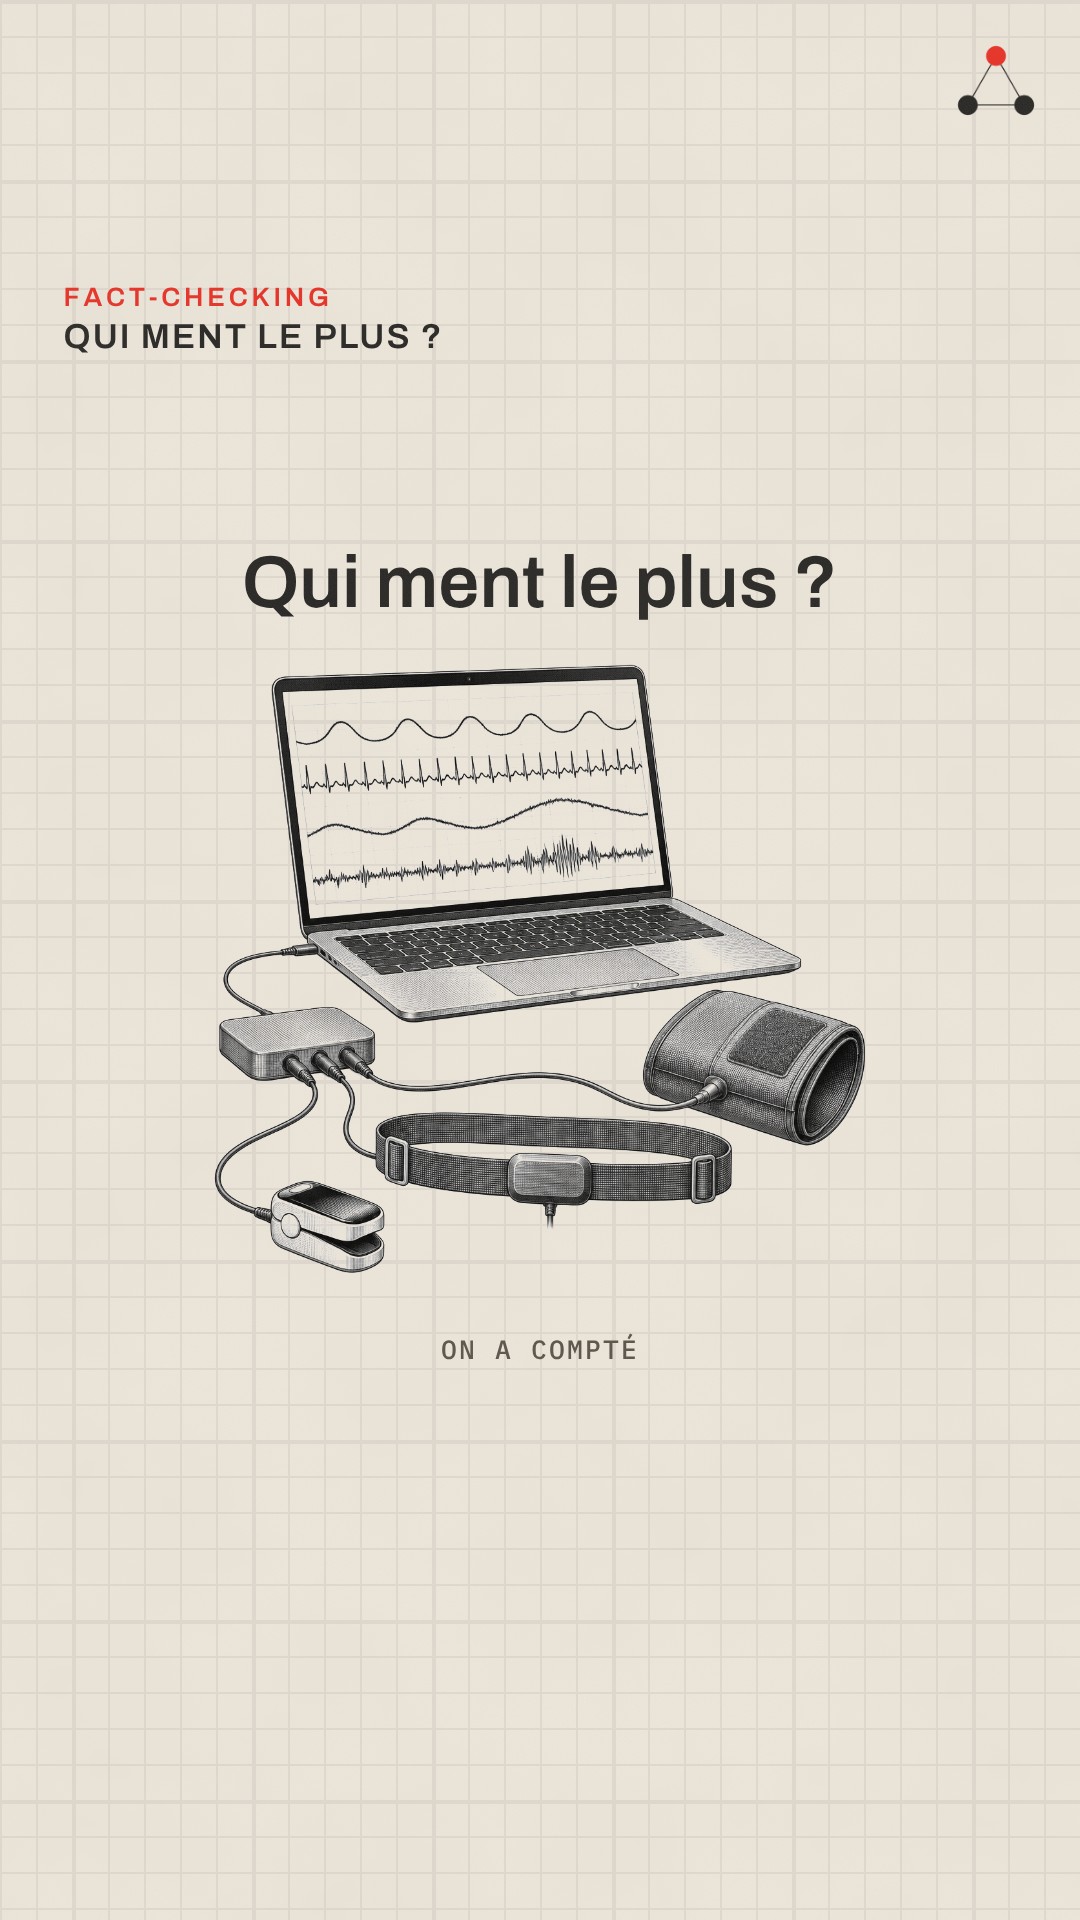 FACT-CHECKING
QUI MENT LE PLUS ?
Qui ment le plus ?
ON A COMPTÉ